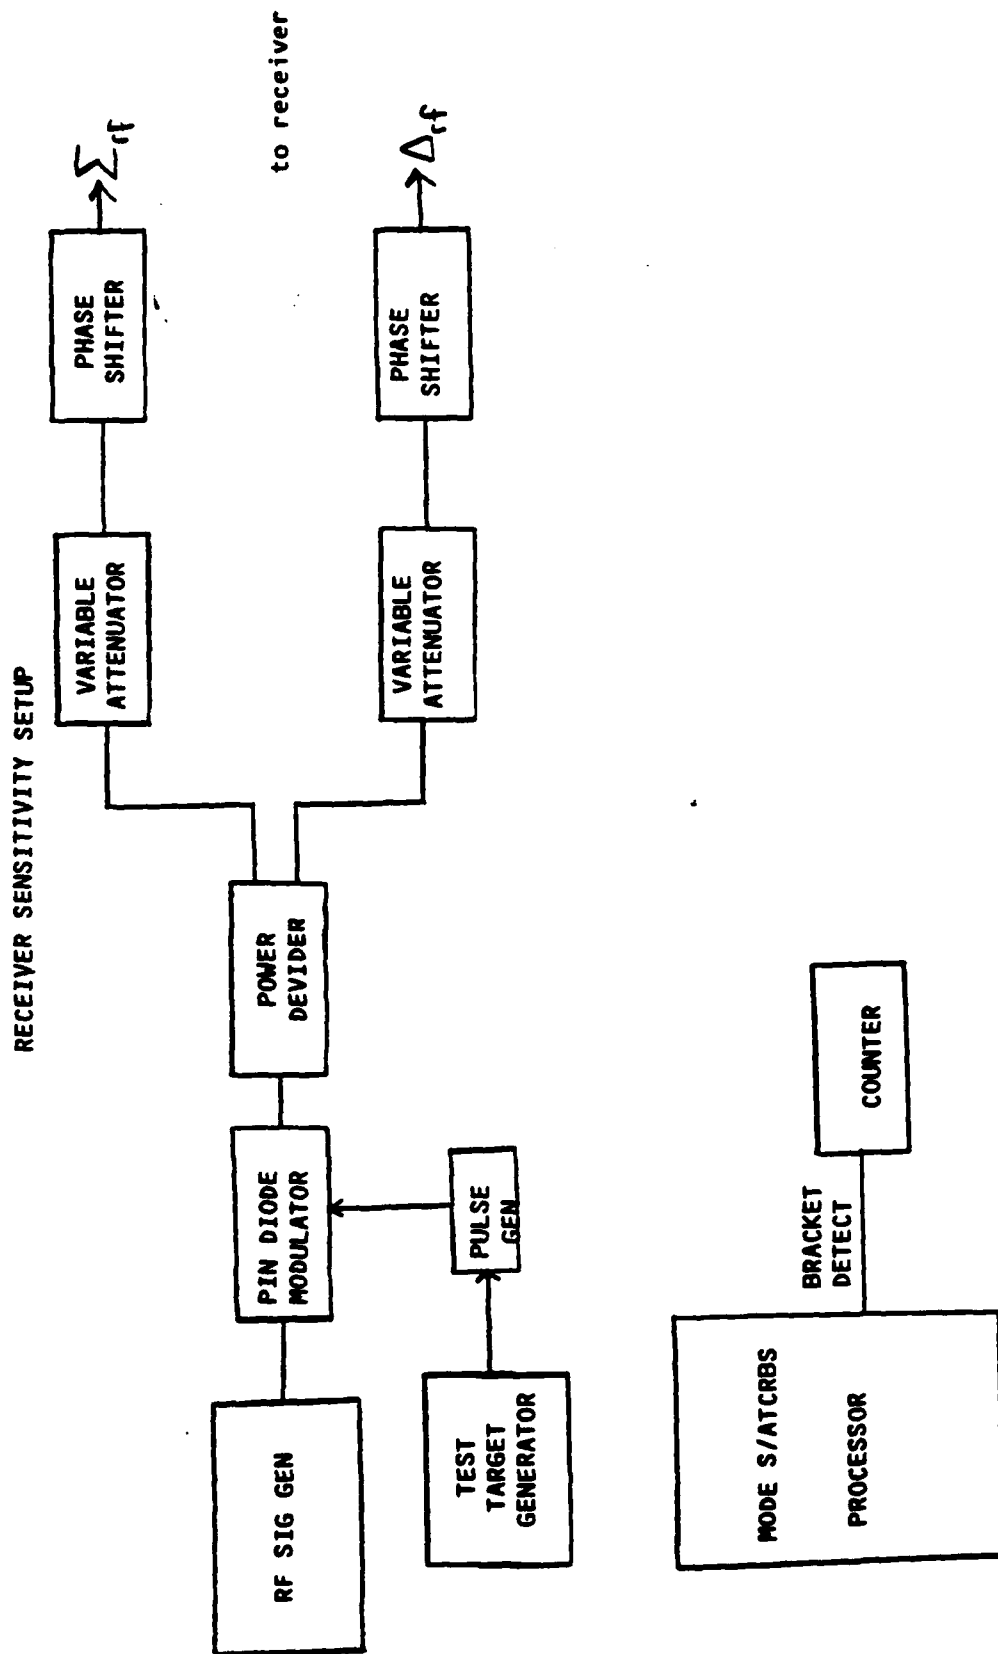 RECEIVER SENSITIVITY SETUP
RF SIG GEN
PIN DIODE
MODULATOR
POWER
DEVIDER
VARIABLE
ATTENUATOR
PHASE
SHIFTER
Σrf
to receiver
VARIABLE
ATTENUATOR
PHASE
SHIFTER
Δrf
TEST
TARGET
GENERATOR
PULSE
GEN
MODE S/ATCRBS
PROCESSOR
BRACKET
DETECT
COUNTER